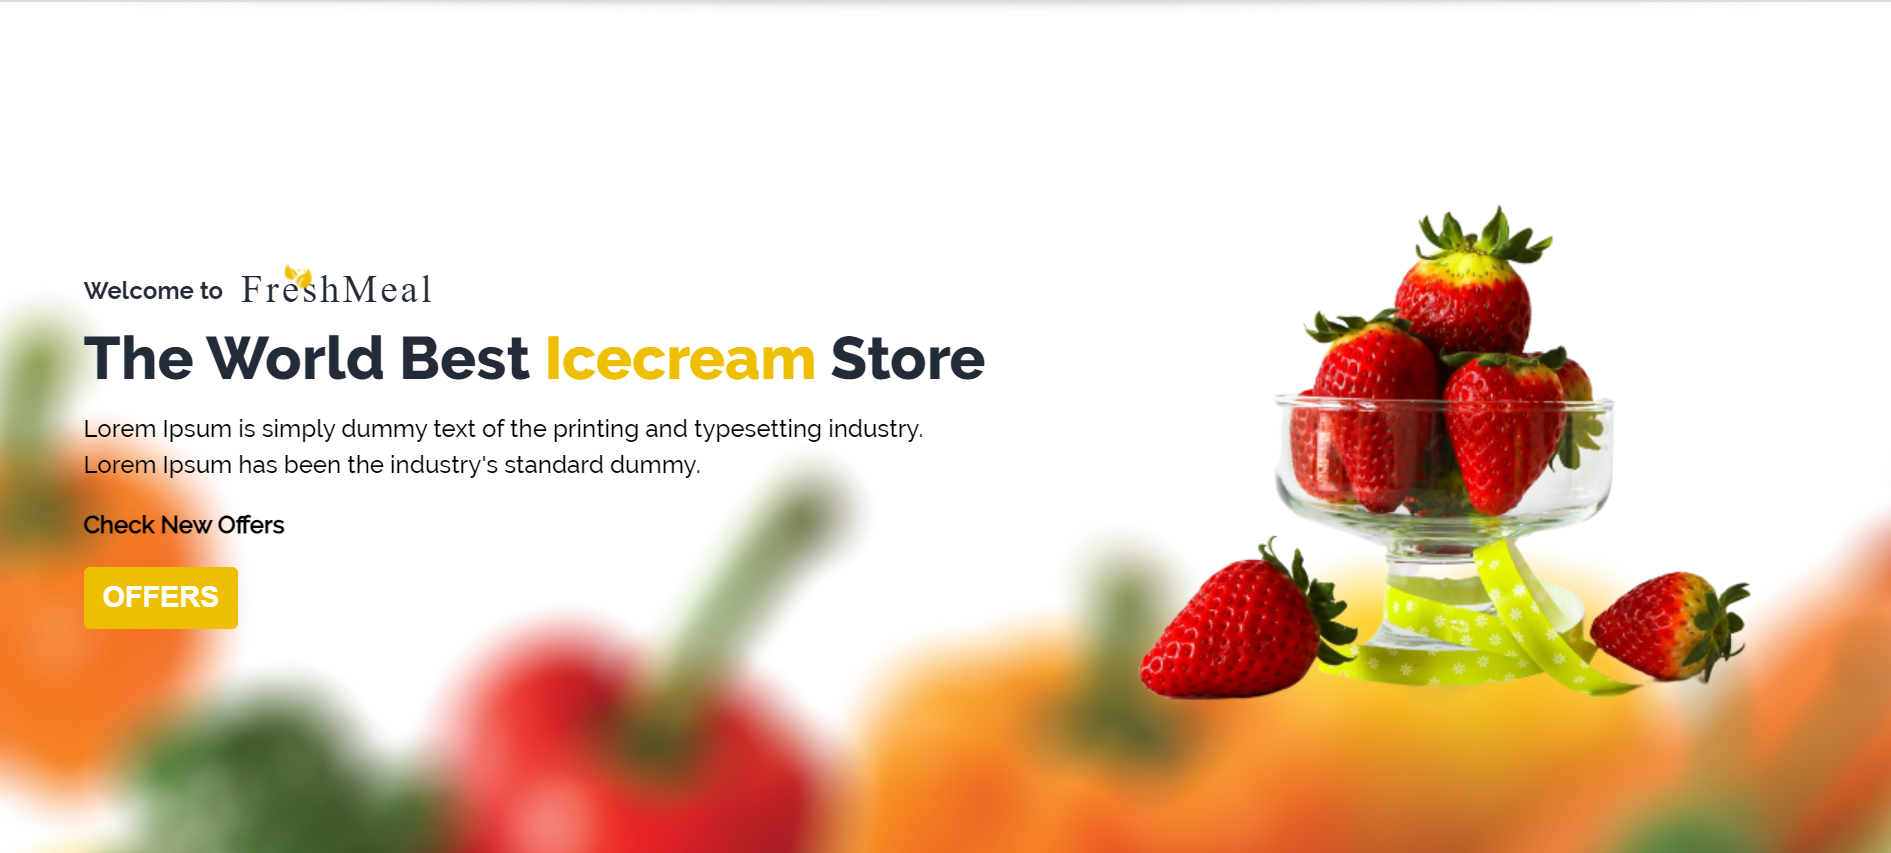 Welcome to FreshMeal
The World Best Icecream Store
Lorem Ipsum is simply dummy text of the printing and typesetting industry.
Lorem Ipsum has been the industry's standard dummy.
Check New Offers
OFFERS